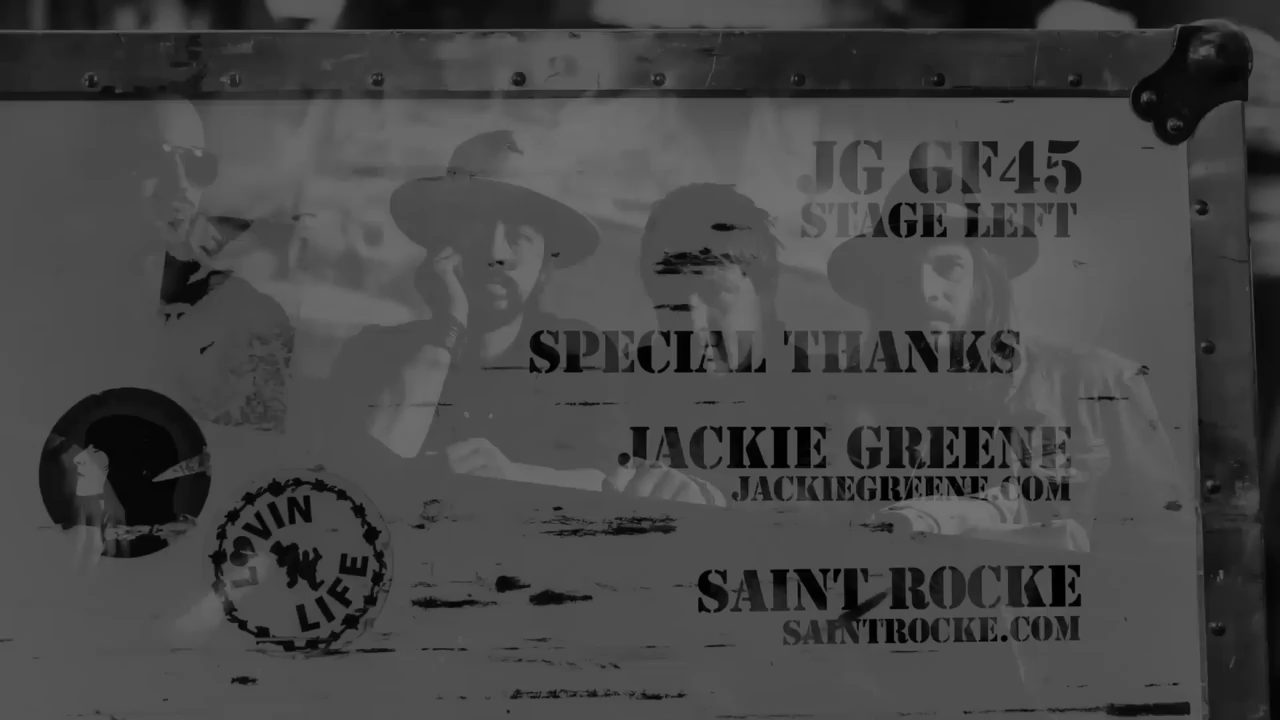 JG GF45
STAGE LEFT
SPECIAL THANKS
JACKIE GREENE
JACKIEGREENE.COM
LOVIN
LIFE
SAINT ROCKE
SAINTROCKE.COM